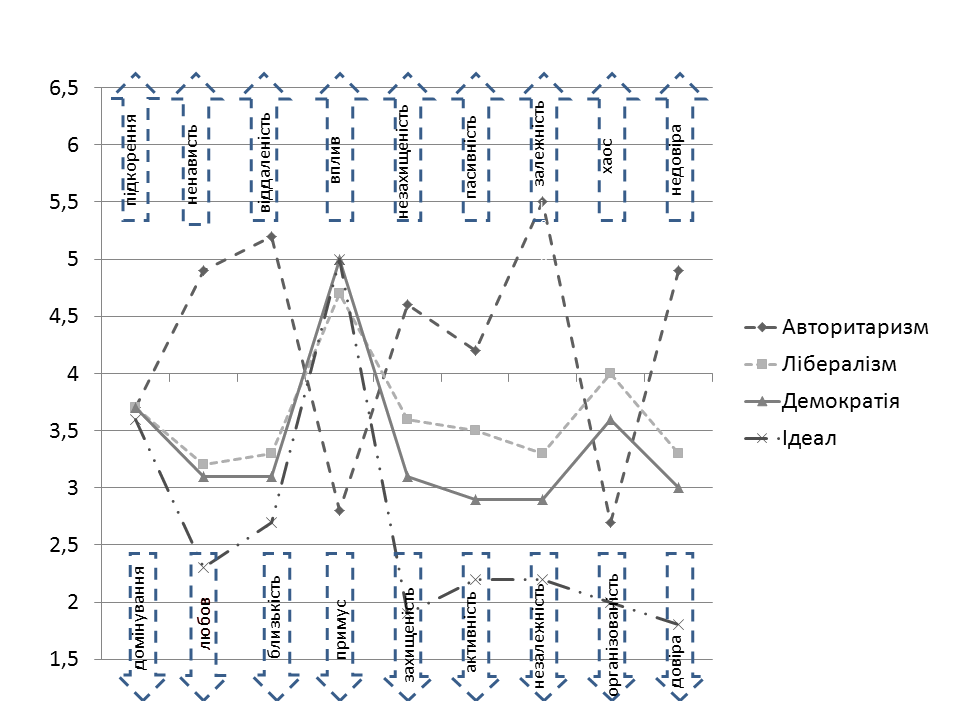 6,5
6
5,5
5
4,5
4
3,5
3
2,5
2
1,5
підкорення
ненависть
віддаленість
вплив
незахищеність
пасивність
залежність
хаос
недовіра
домінування
любов
близькість
примус
захищеність
активність
незалежність
організованість
довіра
Авторитаризм
Лібералізм
Демократія
Ідеал